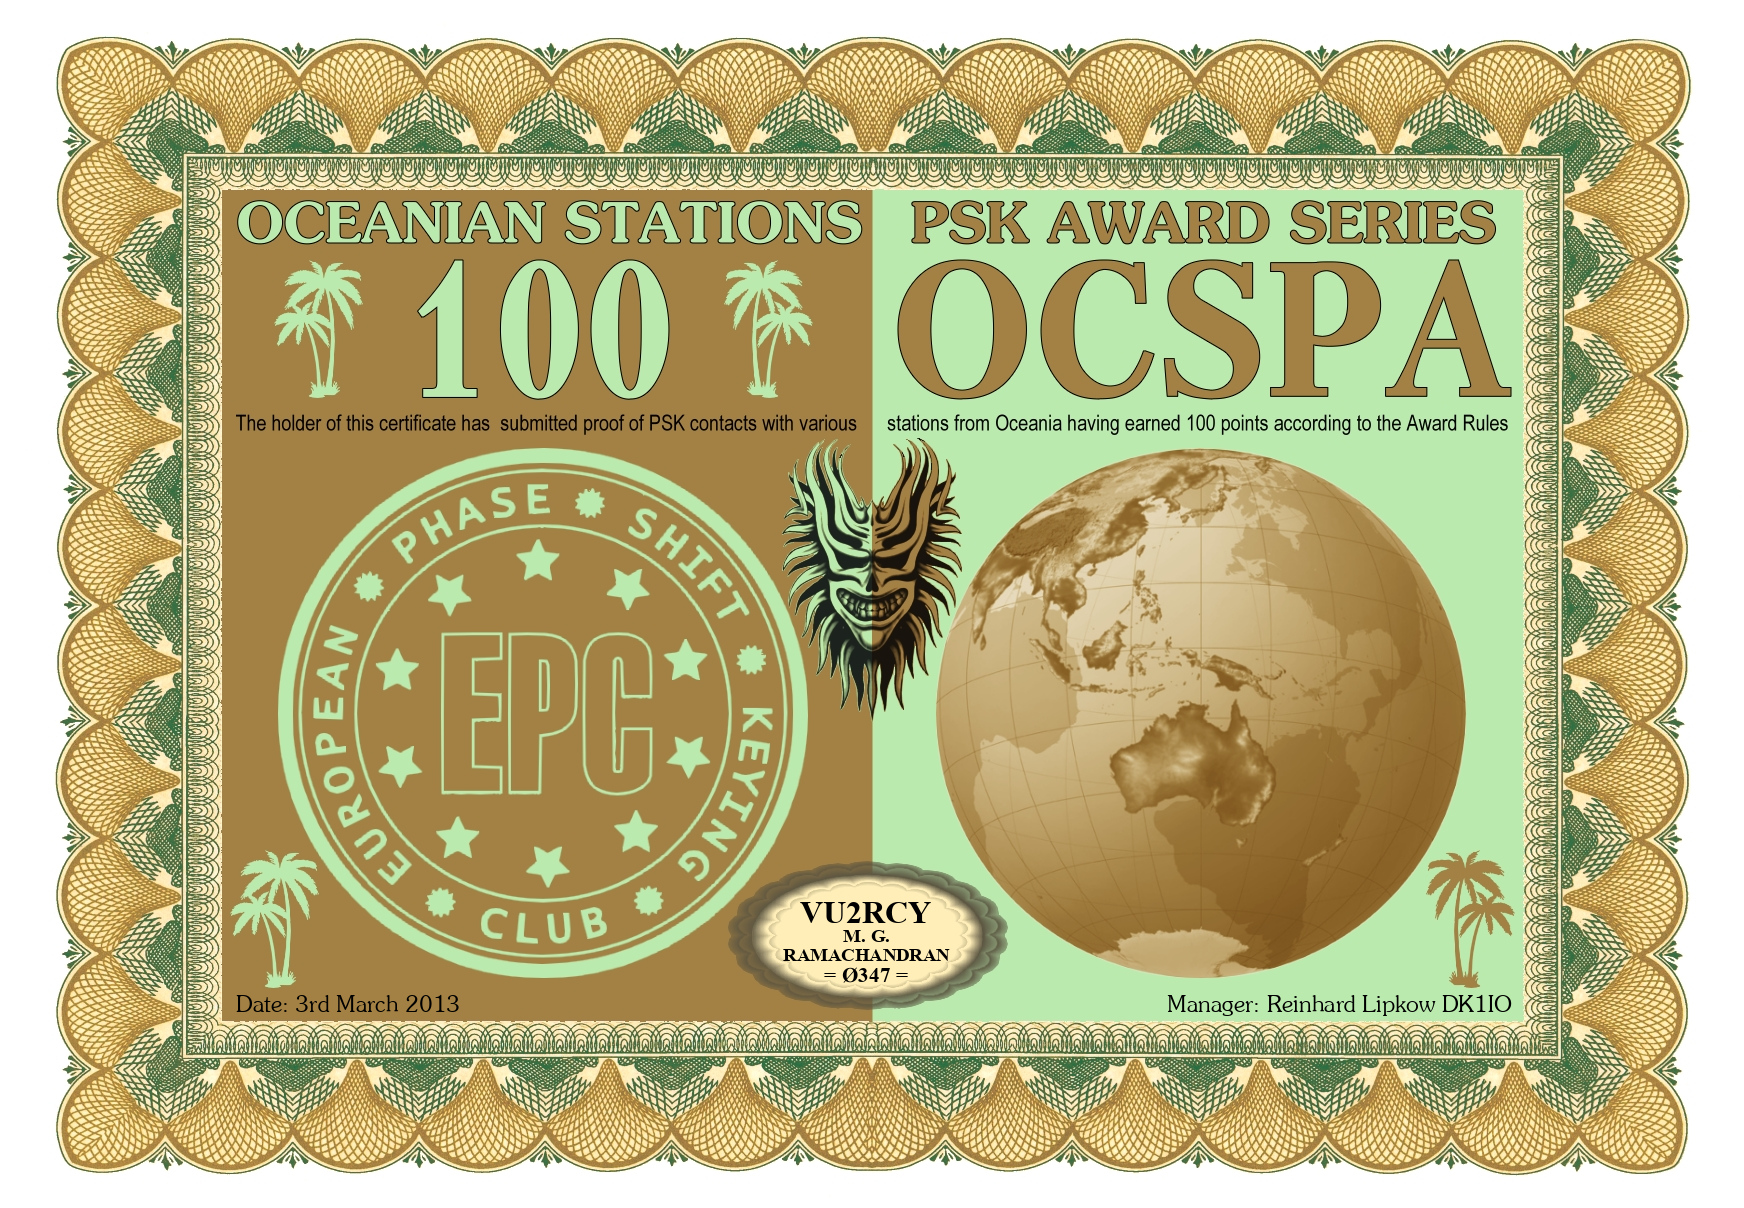 OCEANIAN STATIONS PSK AWARD SERIES
100 OCSPA
The holder of this certificate has submitted proof of PSK contacts with various stations from Oceania having earned 100 points according to the Award Rules
EUROPEAN PHASE SHIFT KEYING
CLUB
EPC
VU2RCY
M. G.
RAMACHANDRAN
= Ø347 =
Date: 3rd March 2013
Manager: Reinhard Lipkow DK1IO